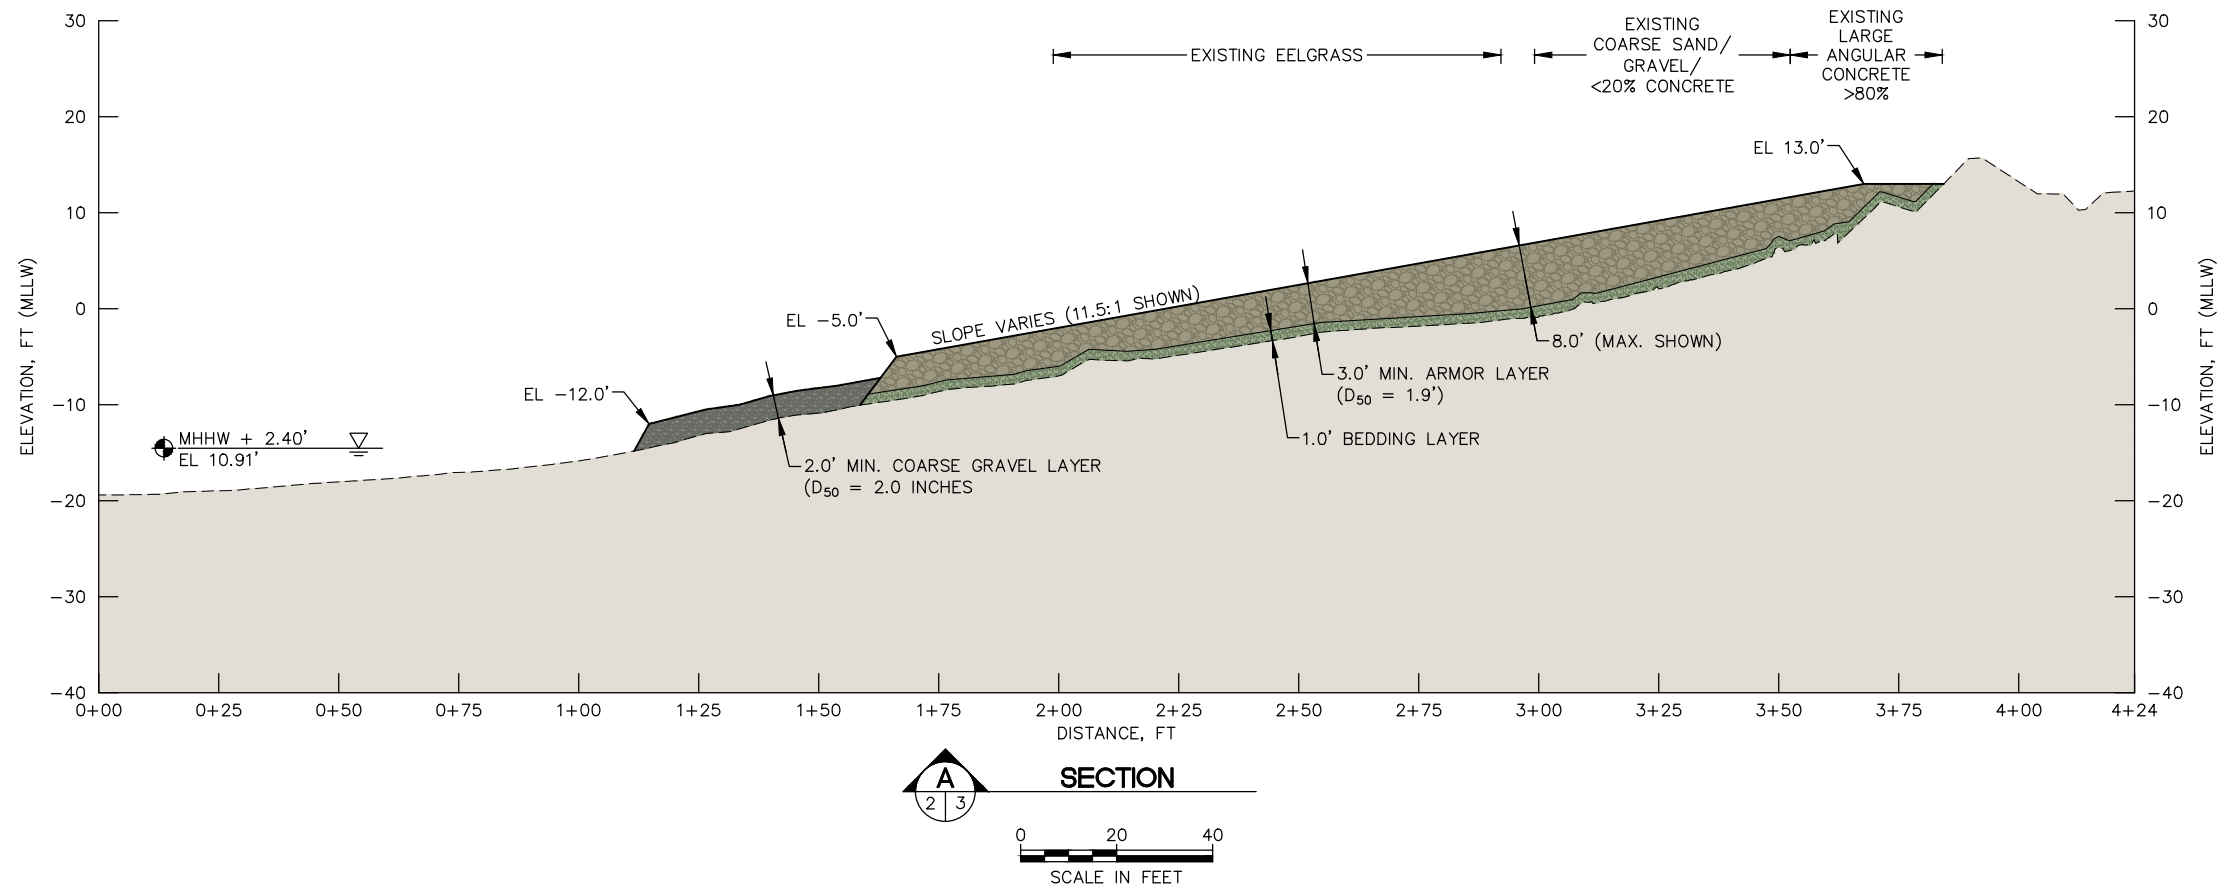 EXISTING EELGRASS
EXISTING
COARSE SAND/
GRAVEL/
<20% CONCRETE
EXISTING
LARGE
ANGULAR
CONCRETE
>80%
30
20
10
0
-10
-20
-30
-40
ELEVATION, FT (MLLW)
EL 13.0'
SLOPE VARIES (11.5:1 SHOWN)
EL -5.0'
8.0' (MAX. SHOWN)
3.0' MIN. ARMOR LAYER
(D50 = 1.9')
EL -12.0'
1.0' BEDDING LAYER
MHHW + 2.40'
EL 10.91'
2.0' MIN. COARSE GRAVEL LAYER
(D50 = 2.0 INCHES
30
20
10
0
-10
-20
-30
-40
ELEVATION, FT (MLLW)
0+00 0+25 0+50 0+75 1+00 1+25 1+50 1+75 2+00 2+25 2+50 2+75 3+00 3+25 3+50 3+75 4+00 4+24
DISTANCE, FT
A
2 3
SECTION
0 20 40
SCALE IN FEET